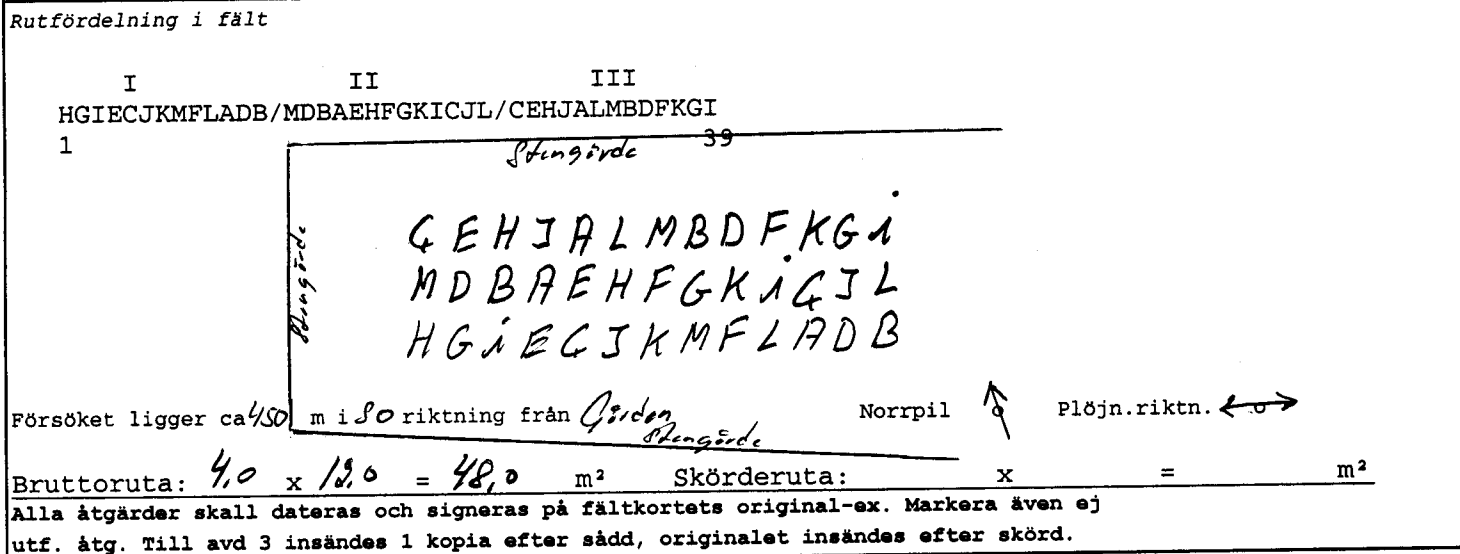 Rutfördelning i fält
I II III
HGIECJKMFLADB/MDBAEHFGKICJL/CEHJALMBDFKGI
1 39
Stengärde
CEHJALMBDFKGi
Stengärde
MDBAEHFGKiCJL
HGiECJKMFLADB
Försöket ligger ca 450 m i SO riktning från Gården Norrpil Plöjn.riktn.
Stengärde
Bruttoruta: 4,0 x 12,0 = 48,0 m² Skörderuta: x = m²
Alla åtgärder skall dateras och signeras på fältkortets original-ex. Markera även ej
utf. åtg. Till avd 3 insändes 1 kopia efter sådd, originalet insändes efter skörd.